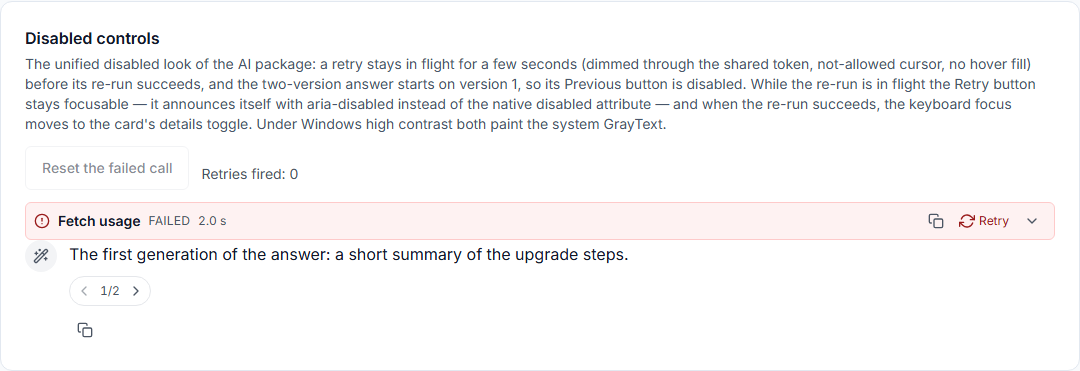 Disabled controls
The unified disabled look of the AI package: a retry stays in flight for a few seconds (dimmed through the shared token, not-allowed cursor, no hover fill)
before its re-run succeeds, and the two-version answer starts on version 1, so its Previous button is disabled. While the re-run is in flight the Retry button
stays focusable — it announces itself with aria-disabled instead of the native disabled attribute — and when the re-run succeeds, the keyboard focus
moves to the card's details toggle. Under Windows high contrast both paint the system GrayText.
Reset the failed call
Retries fired: 0
Fetch usage FAILED 2.0 s Retry
The first generation of the answer: a short summary of the upgrade steps.
1/2